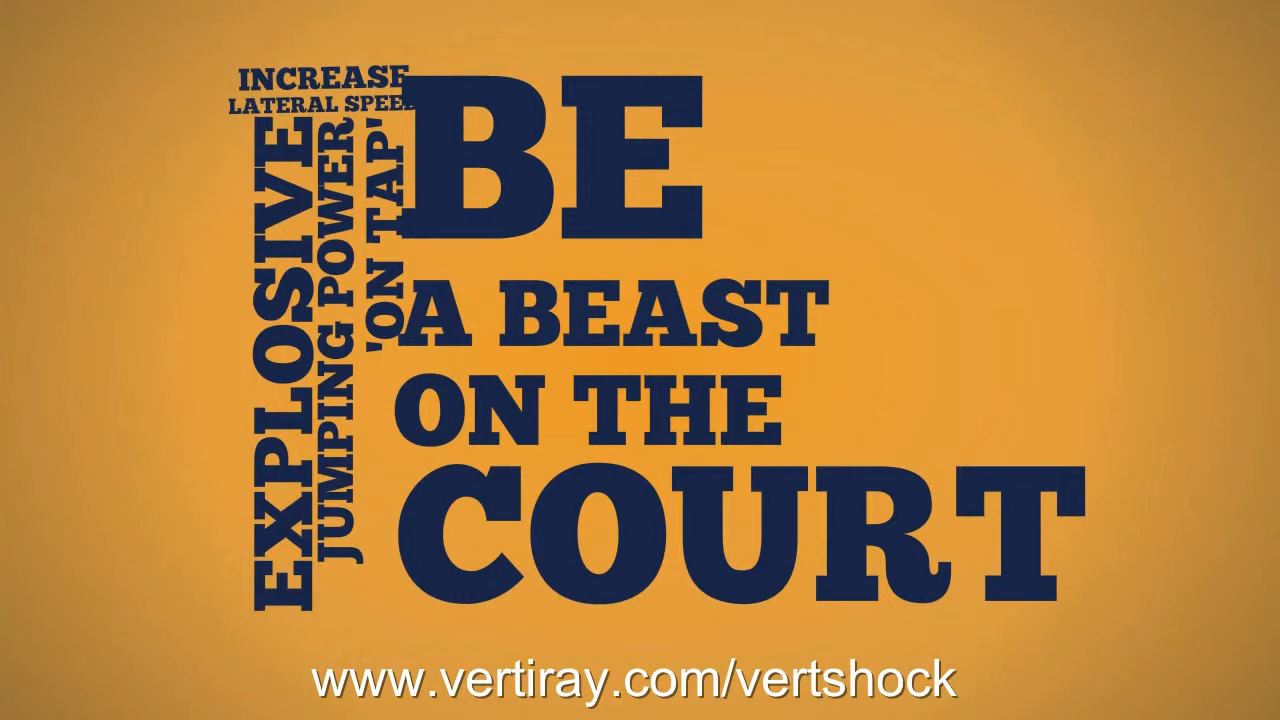 INCREASE
LATERAL SPEED
EXPLOSIVE
JUMPING POWER
'ON TAP'
BE
A BEAST
ON THE
COURT
www.vertiray.com/vertshock